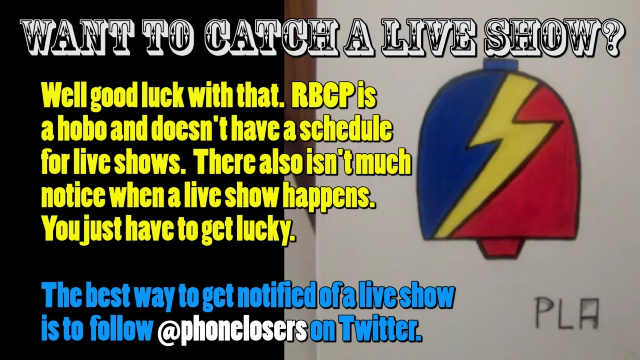 WANT TO CATCH A LIVE SHOW?
Well good luck with that. RBCP is
a hobo and doesn't have a schedule
for live shows. There also isn't much
notice when a live show happens.
You just have to get lucky.
The best way to get notified of a live show
is to follow @phonelosers on Twitter.
PLA